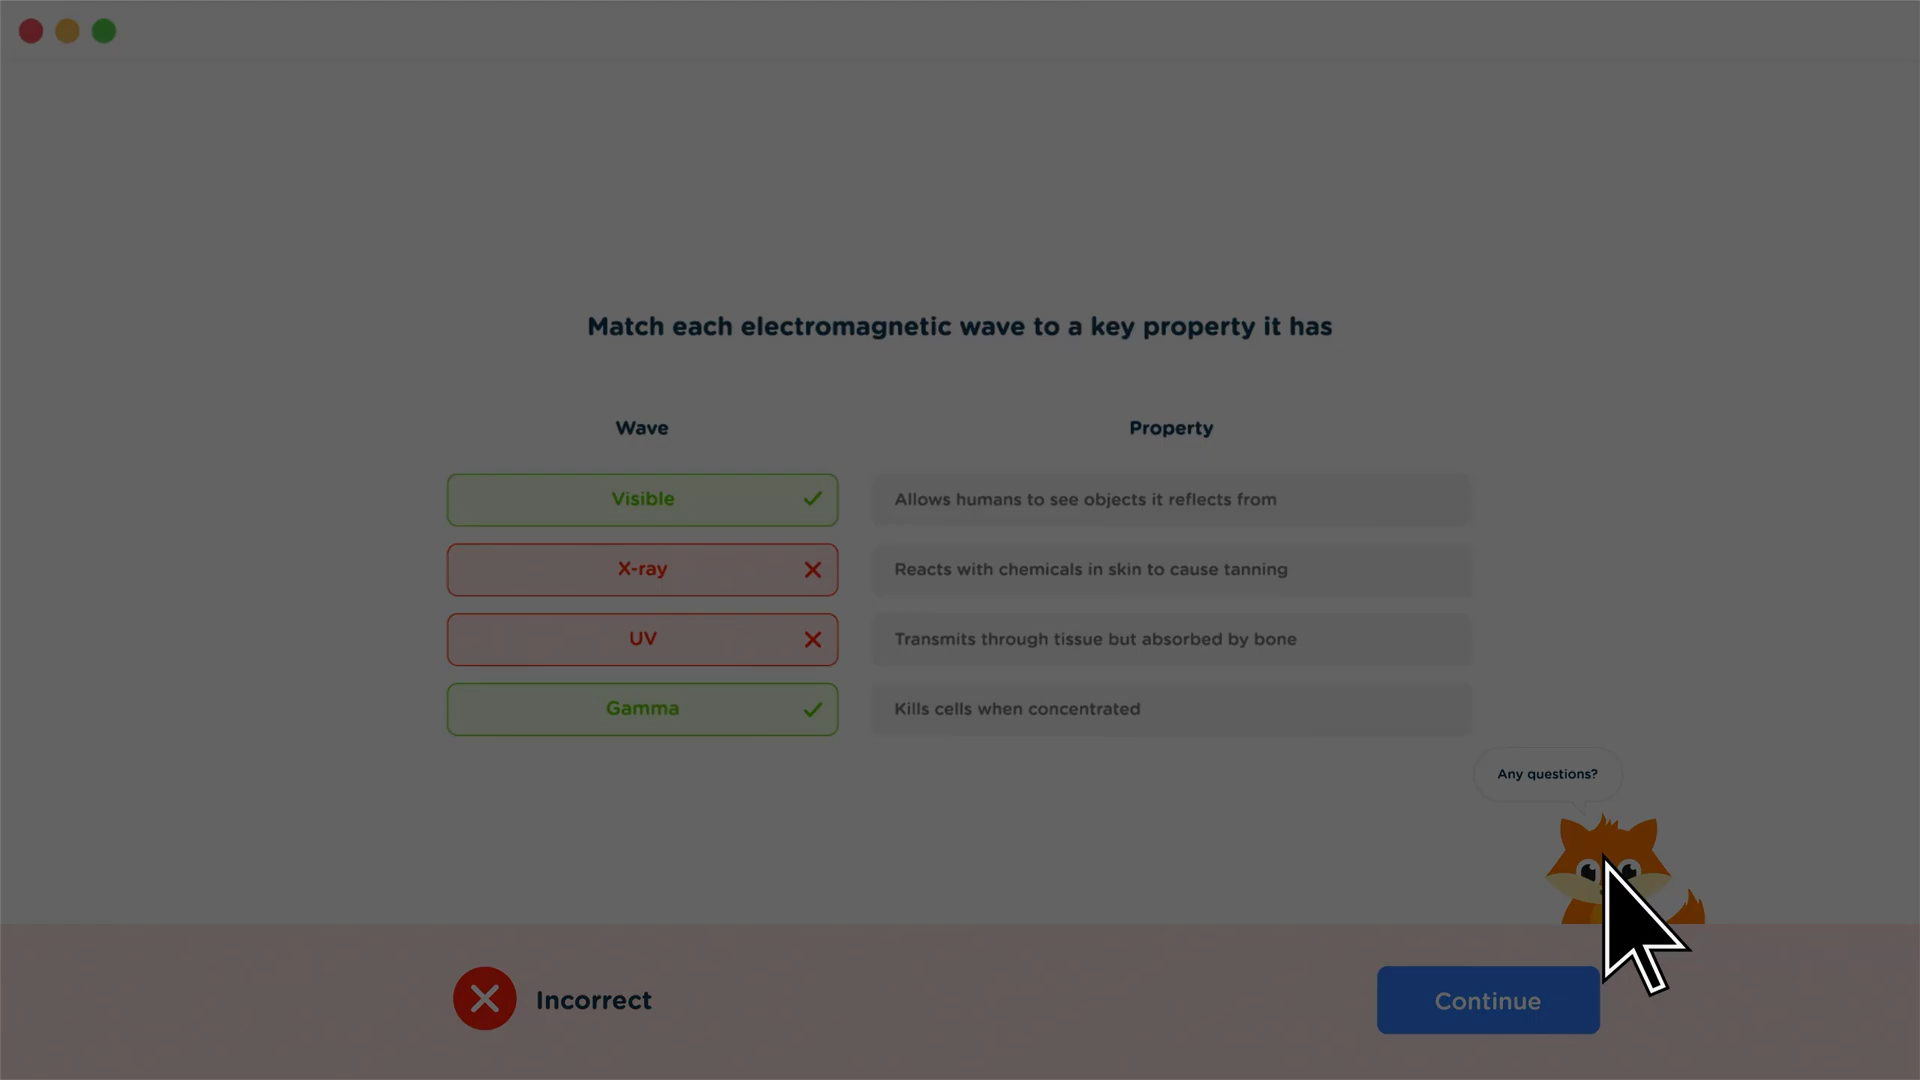 Match each electromagnetic wave to a key property it has
Wave Property
Visible Allows humans to see objects it reflects from
X-ray Reacts with chemicals in skin to cause tanning
UV Transmits through tissue but absorbed by bone
Gamma Kills cells when concentrated
Any questions?
Incorrect Continue